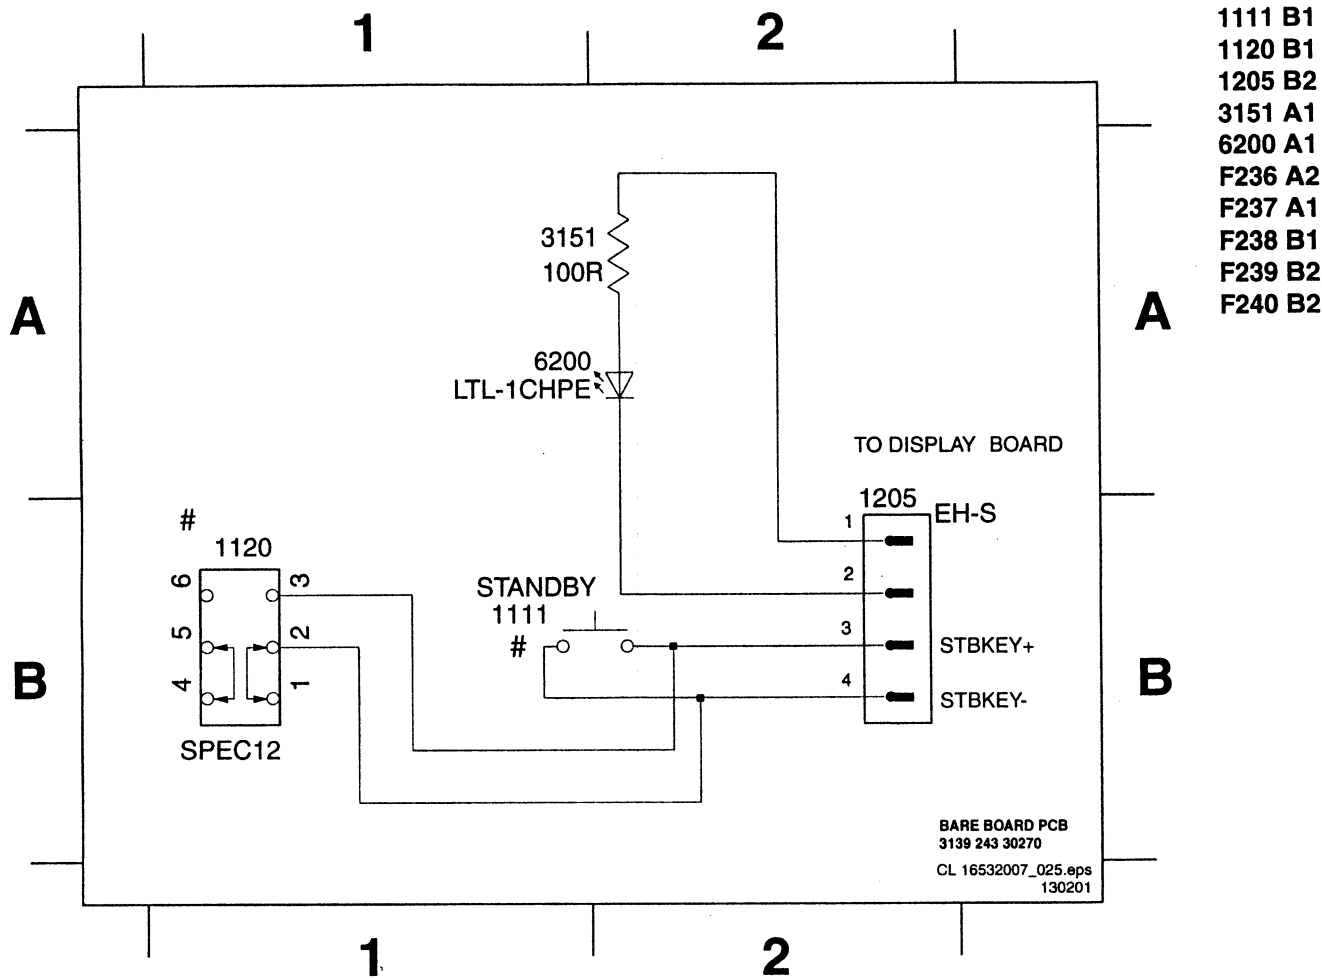 1
2
1111 B1
1120 B1
1205 B2
3151 A1
6200 A1
F236 A2
F237 A1
F238 B1
F239 B2
F240 B2
3151
100R
A
A
6200
LTL-1CHPE
TO DISPLAY BOARD
1205
EH-S
#
1120
1
2
3
4
STBKEY+
STBKEY-
6
5
4
3
2
1
SPEC12
STANDBY
1111
#
B
B
BARE BOARD PCB
3139 243 30270
CL 16532007_025.eps
130201
1
2